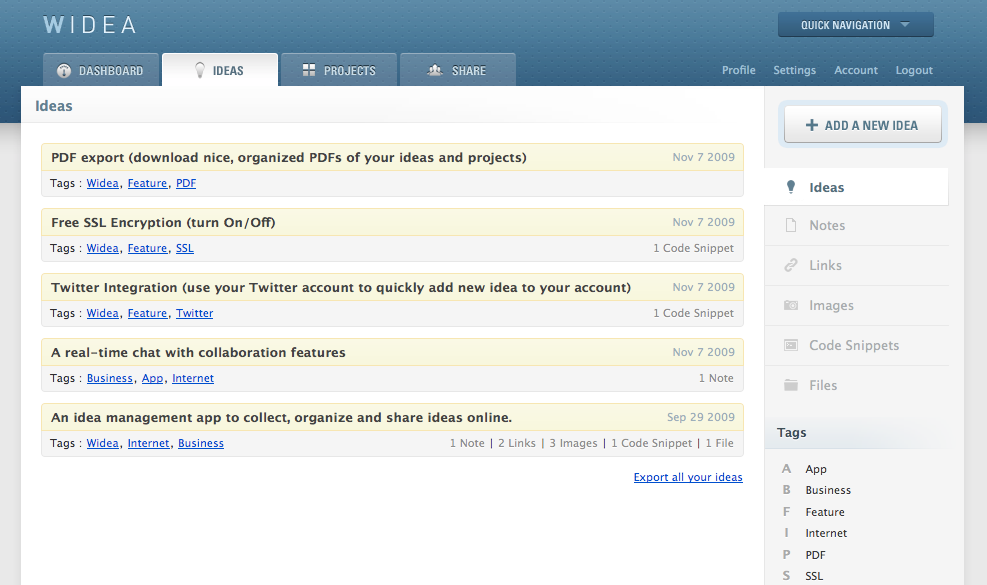 WIDEA
QUICK NAVIGATION
DASHBOARD
IDEAS
PROJECTS
SHARE
Profile Settings Account Logout
Ideas
PDF export (download nice, organized PDFs of your ideas and projects) Nov 7 2009
Tags : Widea, Feature, PDF
Free SSL Encryption (turn On/Off) Nov 7 2009
Tags : Widea, Feature, SSL 1 Code Snippet
Twitter Integration (use your Twitter account to quickly add new idea to your account) Nov 7 2009
Tags : Widea, Feature, Twitter 1 Code Snippet
A real-time chat with collaboration features Nov 7 2009
Tags : Business, App, Internet 1 Note
An idea management app to collect, organize and share ideas online. Sep 29 2009
Tags : Widea, Internet, Business 1 Note | 2 Links | 3 Images | 1 Code Snippet | 1 File
Export all your ideas
+ ADD A NEW IDEA
Ideas
Notes
Links
Images
Code Snippets
Files
Tags
A App
B Business
F Feature
I Internet
P PDF
S SSL